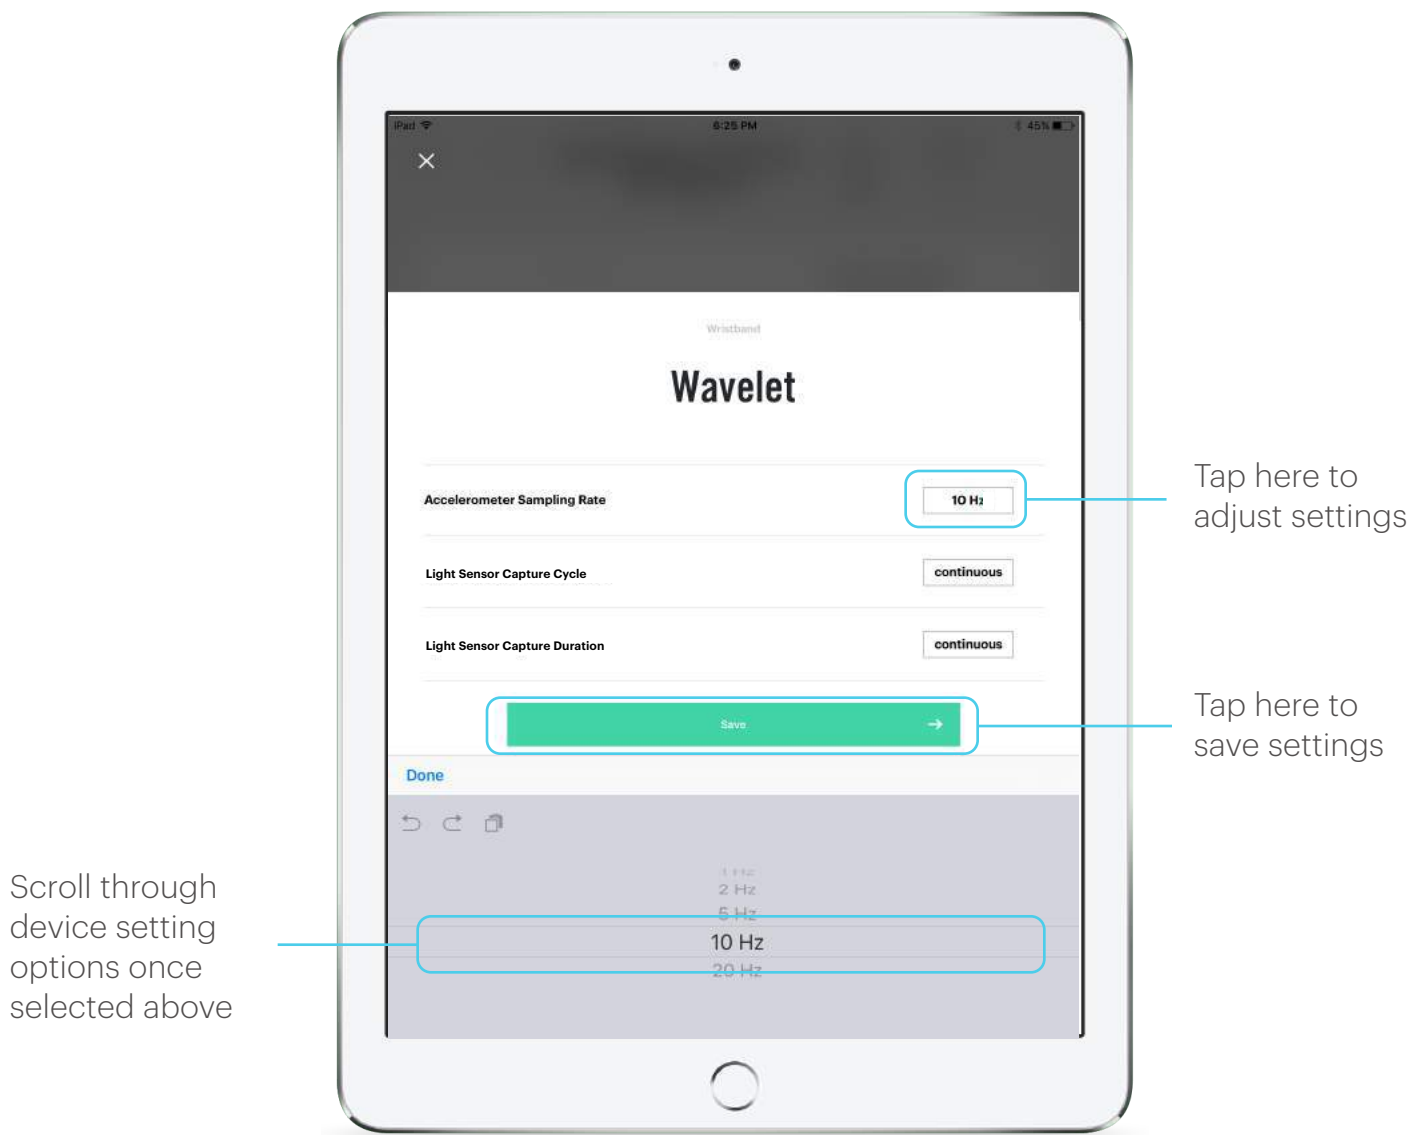 iPad
6:25 PM
45%
Wristband
Wavelet
Accelerometer Sampling Rate
10 Hz
Tap here to
adjust settings
Light Sensor Capture Cycle
continuous
Light Sensor Capture Duration
continuous
Save
Tap here to
save settings
Done
Scroll through
device setting
options once
selected above
1 Hz
2 Hz
5 Hz
10 Hz
20 Hz